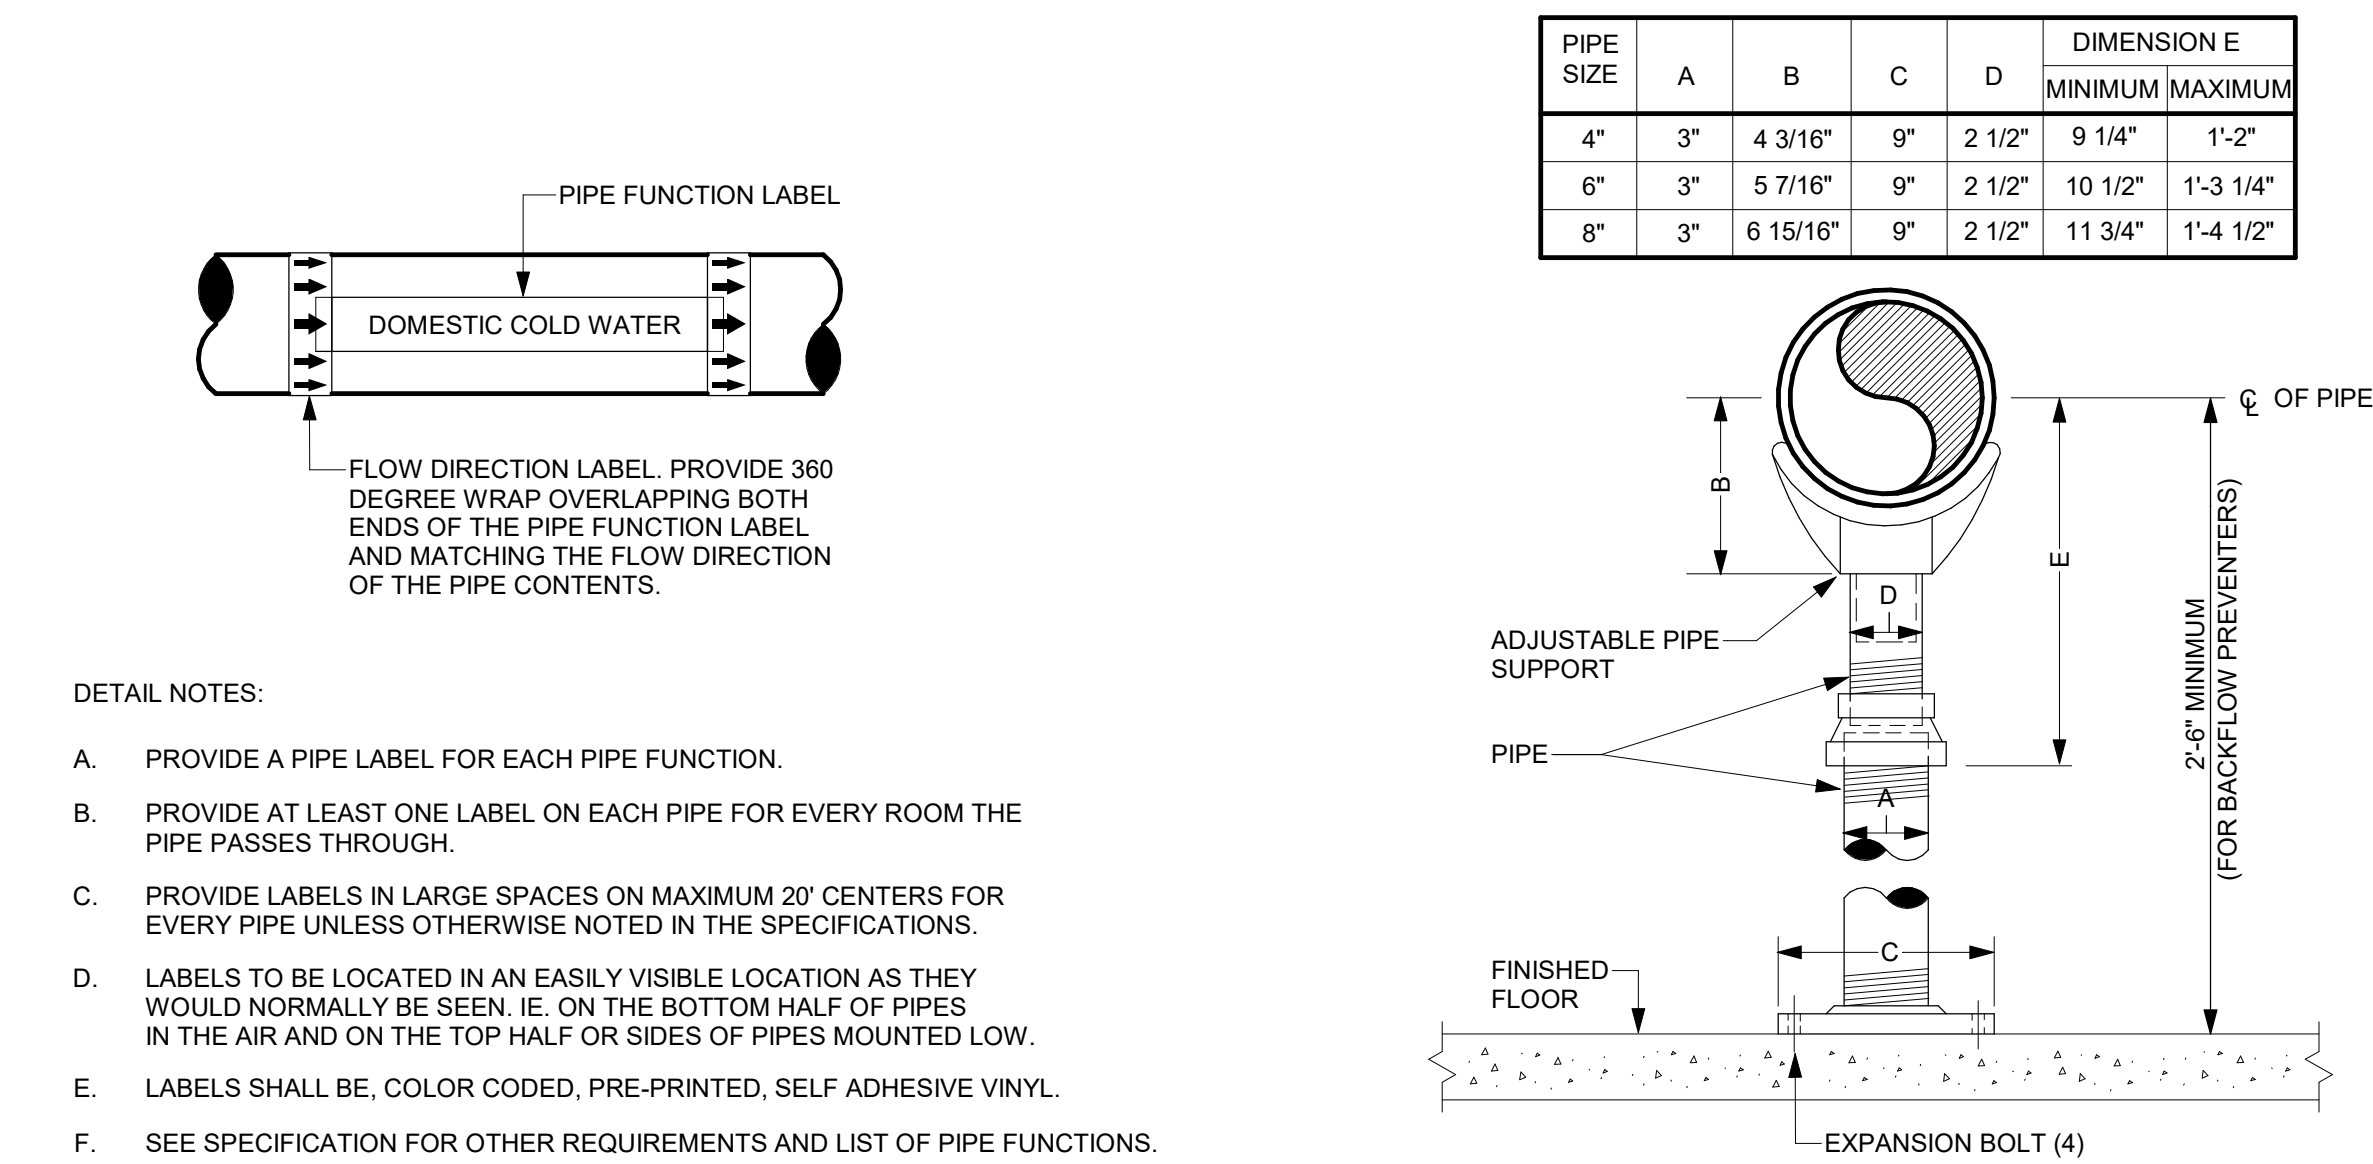 PIPE FUNCTION LABEL
DOMESTIC COLD WATER
FLOW DIRECTION LABEL. PROVIDE 360
DEGREE WRAP OVERLAPPING BOTH
ENDS OF THE PIPE FUNCTION LABEL
AND MATCHING THE FLOW DIRECTION
OF THE PIPE CONTENTS.
DETAIL NOTES:
A. PROVIDE A PIPE LABEL FOR EACH PIPE FUNCTION.
B. PROVIDE AT LEAST ONE LABEL ON EACH PIPE FOR EVERY ROOM THE
PIPE PASSES THROUGH.
C. PROVIDE LABELS IN LARGE SPACES ON MAXIMUM 20' CENTERS FOR
EVERY PIPE UNLESS OTHERWISE NOTED IN THE SPECIFICATIONS.
D. LABELS TO BE LOCATED IN AN EASILY VISIBLE LOCATION AS THEY
WOULD NORMALLY BE SEEN. IE. ON THE BOTTOM HALF OF PIPES
IN THE AIR AND ON THE TOP HALF OR SIDES OF PIPES MOUNTED LOW.
E. LABELS SHALL BE, COLOR CODED, PRE-PRINTED, SELF ADHESIVE VINYL.
F. SEE SPECIFICATION FOR OTHER REQUIREMENTS AND LIST OF PIPE FUNCTIONS.
PIPE SIZE A B C D DIMENSION E
MINIMUM MAXIMUM
4" 3" 4 3/16" 9" 2 1/2" 9 1/4" 1'-2"
6" 3" 5 7/16" 9" 2 1/2" 10 1/2" 1'-3 1/4"
8" 3" 6 15/16" 9" 2 1/2" 11 3/4" 1'-4 1/2"
℄ OF PIPE
B
E
D
ADJUSTABLE PIPE
SUPPORT
PIPE
A
2'-6" MINIMUM
(FOR BACKFLOW PREVENTERS)
C
FINISHED
FLOOR
EXPANSION BOLT (4)